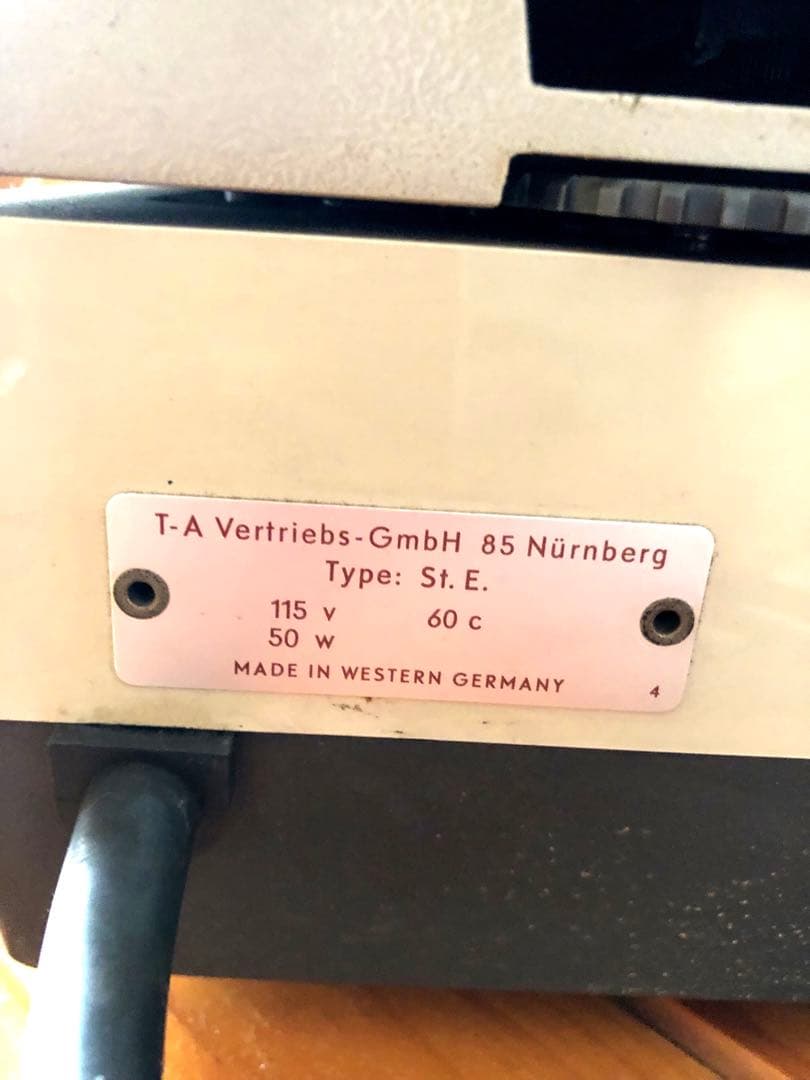 T-A Vertriebs-GmbH 85 Nürnberg
Type: St. E.
115 v 60 c
50 w
MADE IN WESTERN GERMANY 4